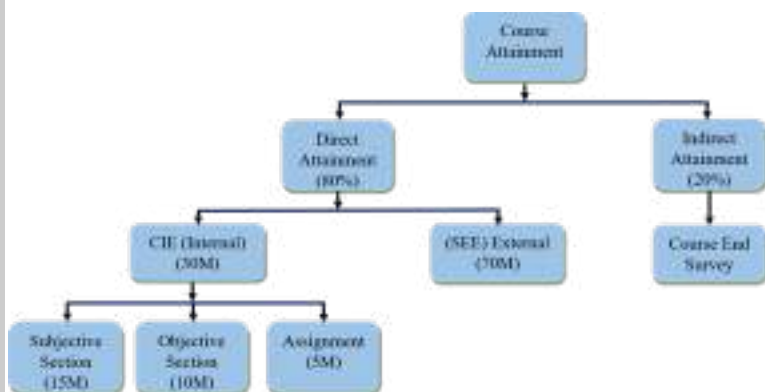 Course
Attainment
Direct
Attainment
(80%)
Indirect
Attainment
(20%)
CIE (Internal)
(30M)
(SEE) External
(70M)
Course End
Survey
Subjective
Section
(15M)
Objective
Section
(10M)
Assignment
(5M)